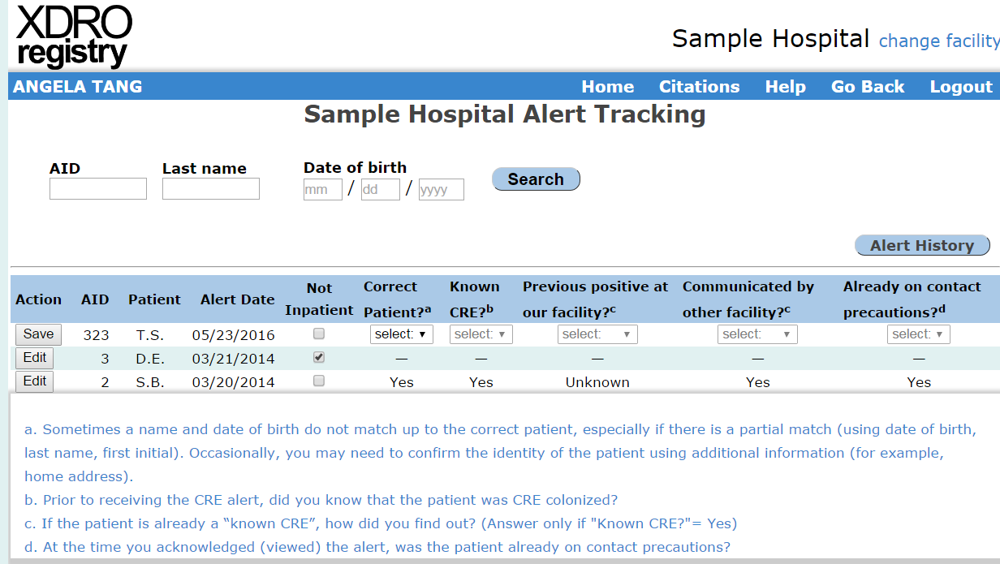 XDRO
registry
Sample Hospital change facility
ANGELA TANG Home Citations Help Go Back Logout
Sample Hospital Alert Tracking
AID Last name Date of birth
mm / dd / yyyy Search
Alert History
Action AID Patient Alert Date Not Inpatient Correct Patient?ᵃ Known CRE?ᵇ Previous positive at our facility?ᶜ Communicated by other facility?ᶜ Already on contact precautions?ᵈ
Save 323 T.S. 05/23/2016 select: select: select: select: select:
Edit 3 D.E. 03/21/2014 — — — — —
Edit 2 S.B. 03/20/2014 Yes Yes Unknown Yes Yes
a. Sometimes a name and date of birth do not match up to the correct patient, especially if there is a partial match (using date of birth,
last name, first initial). Occasionally, you may need to confirm the identity of the patient using additional information (for example,
home address).
b. Prior to receiving the CRE alert, did you know that the patient was CRE colonized?
c. If the patient is already a “known CRE”, how did you find out? (Answer only if "Known CRE?"= Yes)
d. At the time you acknowledged (viewed) the alert, was the patient already on contact precautions?